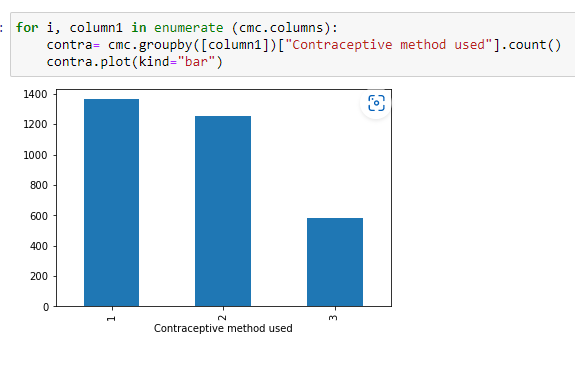 for i, column1 in enumerate (cmc.columns):
contra= cmc.groupby([column1])["Contraceptive method used"].count()
contra.plot(kind="bar")
1400
1200
1000
800
600
400
200
0
1
2
3
Contraceptive method used